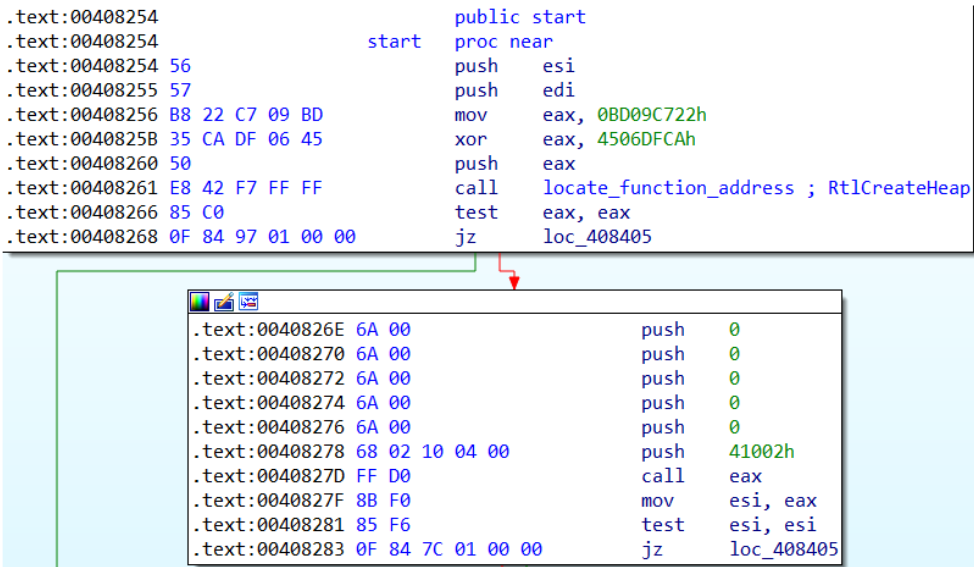 .text:00408254 public start
.text:00408254 start proc near
.text:00408254 56 push esi
.text:00408255 57 push edi
.text:00408256 B8 22 C7 09 BD mov eax, 0BD09C722h
.text:0040825B 35 CA DF 06 45 xor eax, 4506DFCAh
.text:00408260 50 push eax
.text:00408261 E8 42 F7 FF FF call locate_function_address ; RtlCreateHeap
.text:00408266 85 C0 test eax, eax
.text:00408268 0F 84 97 01 00 00 jz loc_408405
.text:0040826E 6A 00 push 0
.text:00408270 6A 00 push 0
.text:00408272 6A 00 push 0
.text:00408274 6A 00 push 0
.text:00408276 6A 00 push 0
.text:00408278 68 02 10 04 00 push 41002h
.text:0040827D FF D0 call eax
.text:0040827F 8B F0 mov esi, eax
.text:00408281 85 F6 test esi, esi
.text:00408283 0F 84 7C 01 00 00 jz loc_408405